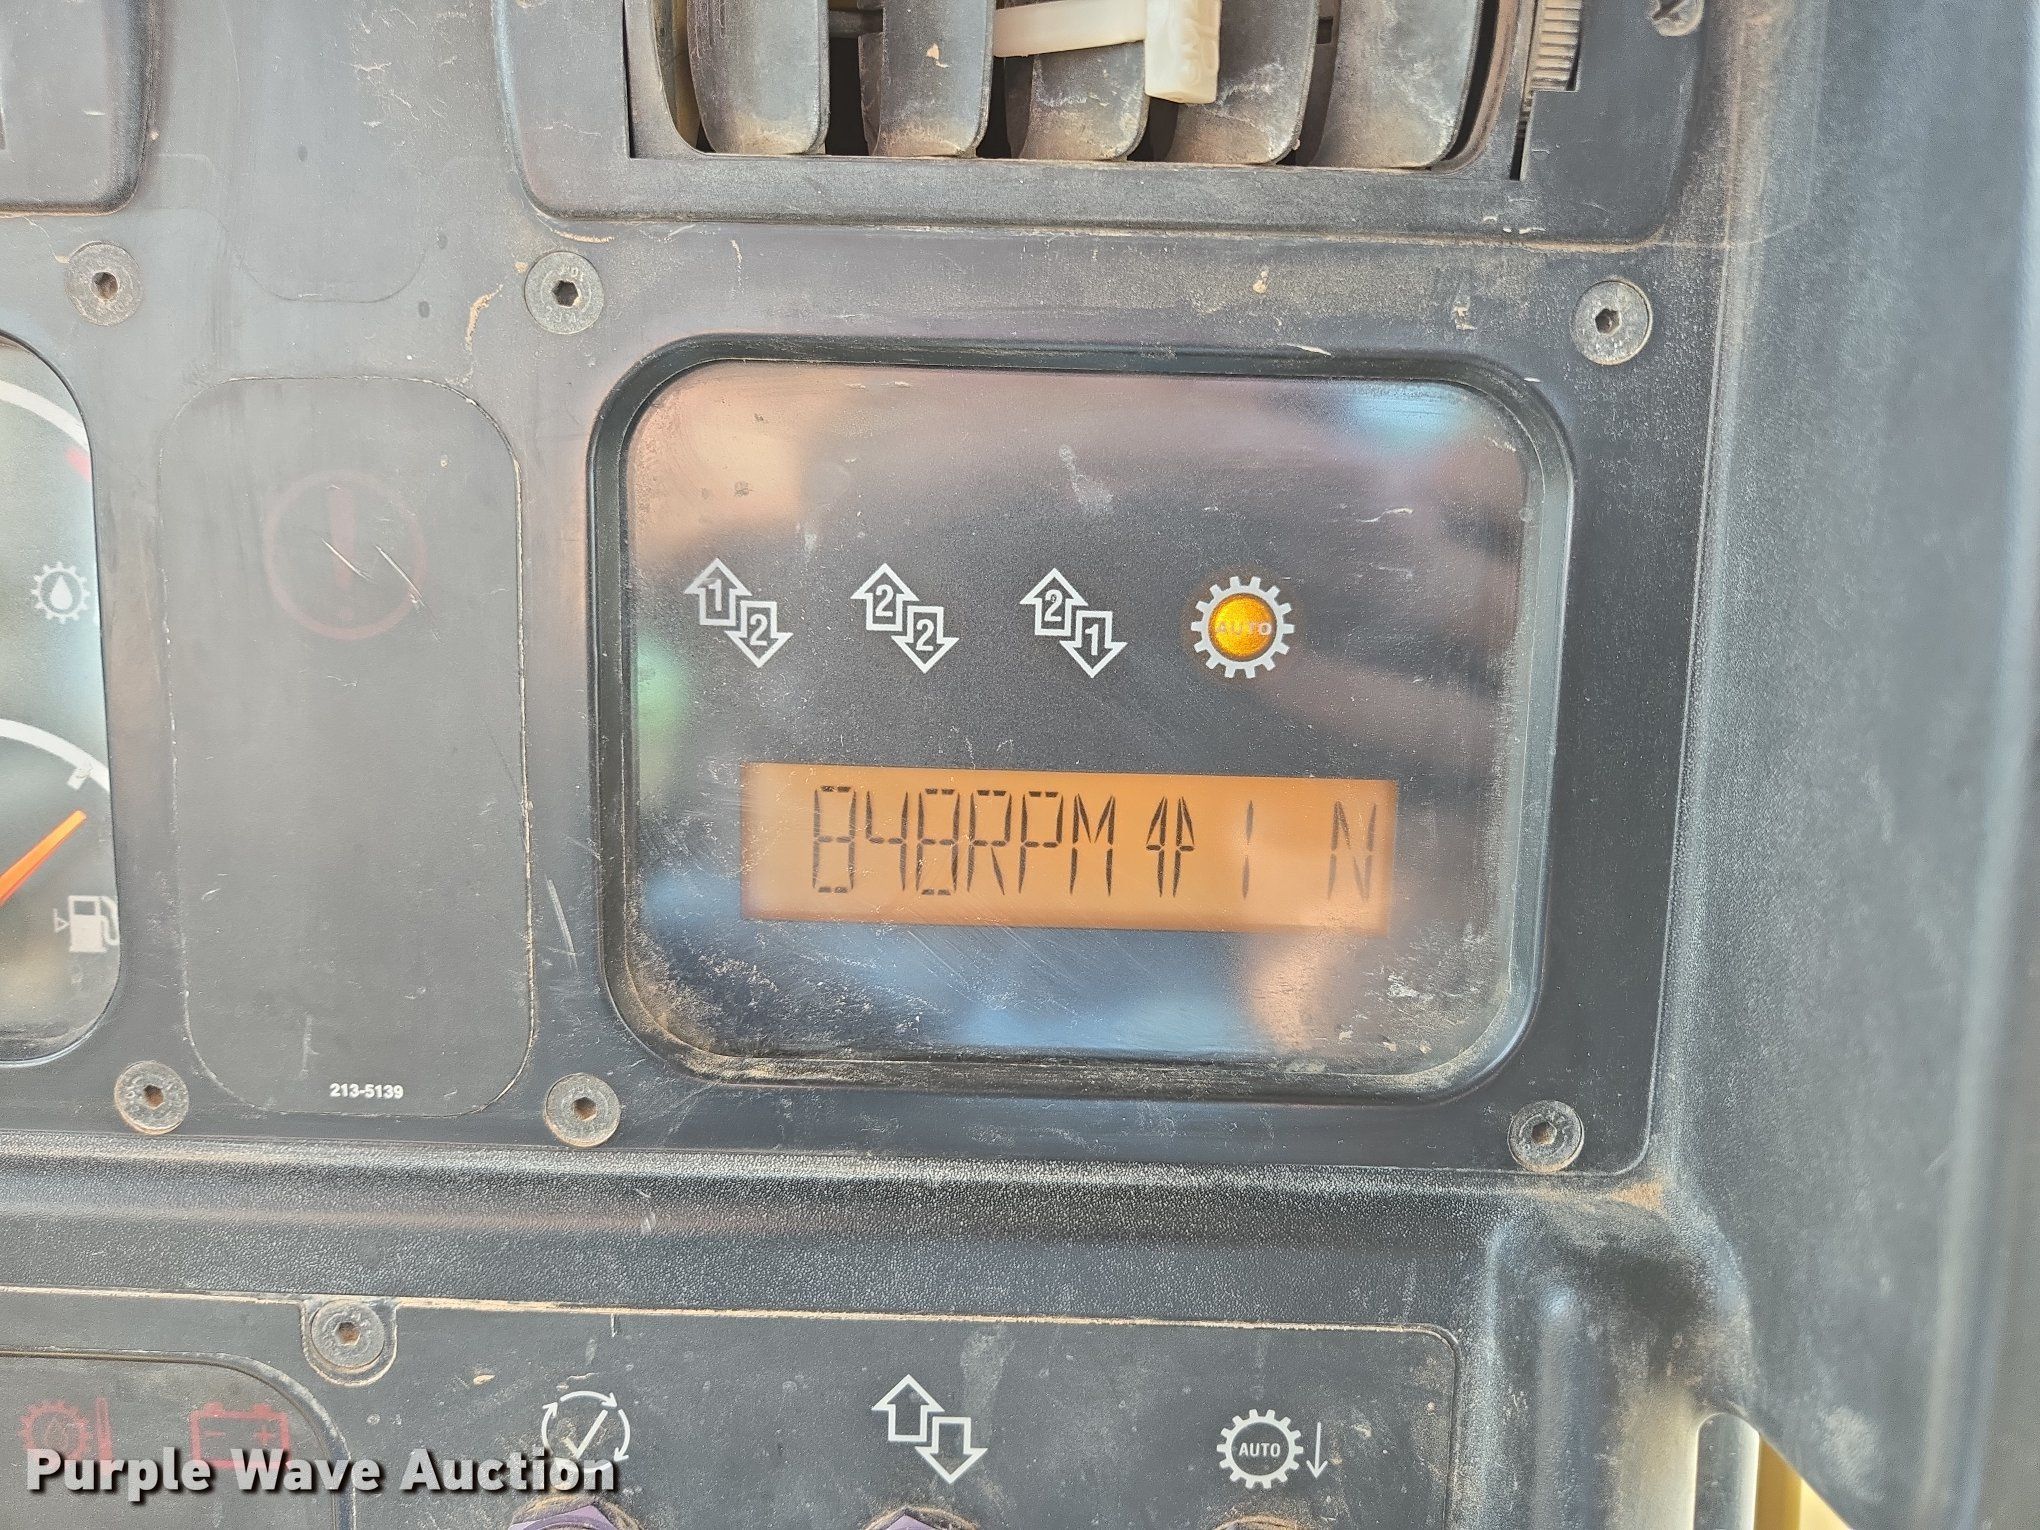 1 2
2 2
2 1
AUTO
848RPM 1 N
213-5139
AUTO
Purple Wave Auction